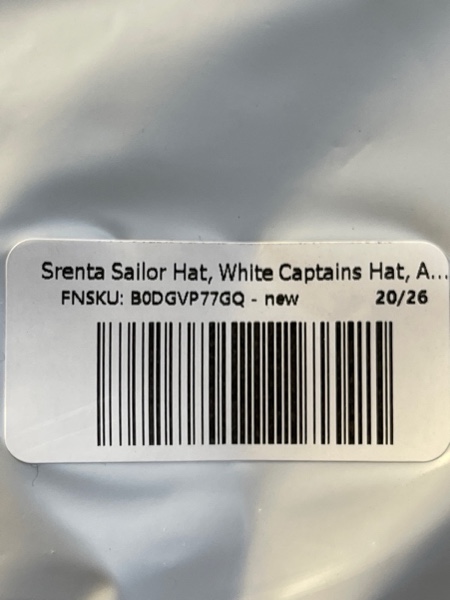 Srenta Sailor Hat, White Captains Hat, A...
FNSKU: B0DGVP77GQ - new 20/26